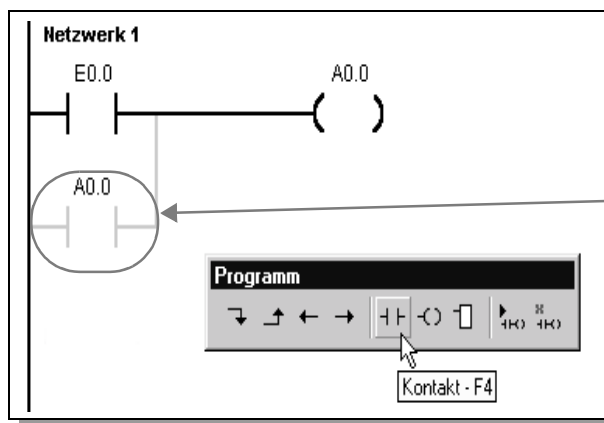 Netzwerk 1
E0.0 A0.0
A0.0
Programm
Kontakt - F4